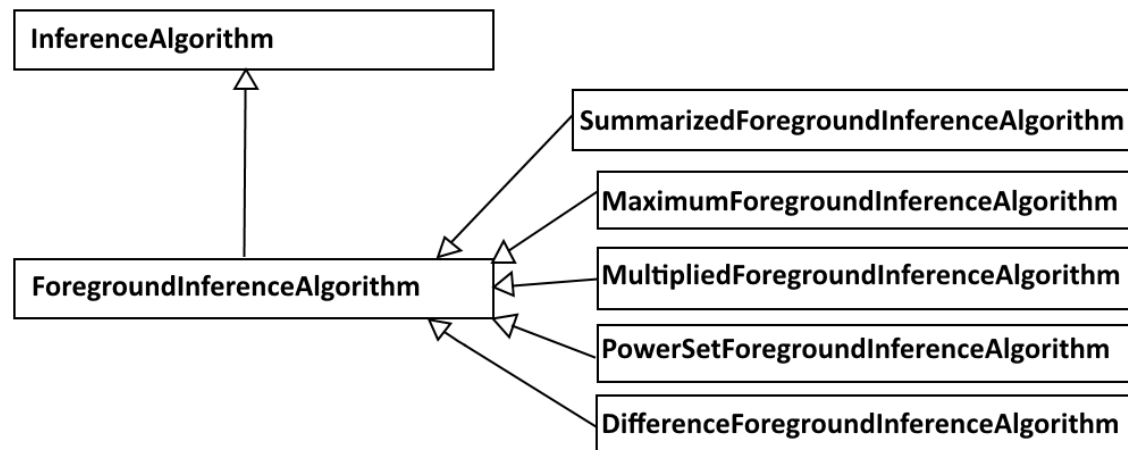 InferenceAlgorithm
SummarizedForegroundInferenceAlgorithm
MaximumForegroundInferenceAlgorithm
MultipliedForegroundInferenceAlgorithm
ForegroundInferenceAlgorithm
PowerSetForegroundInferenceAlgorithm
DifferenceForegroundInferenceAlgorithm